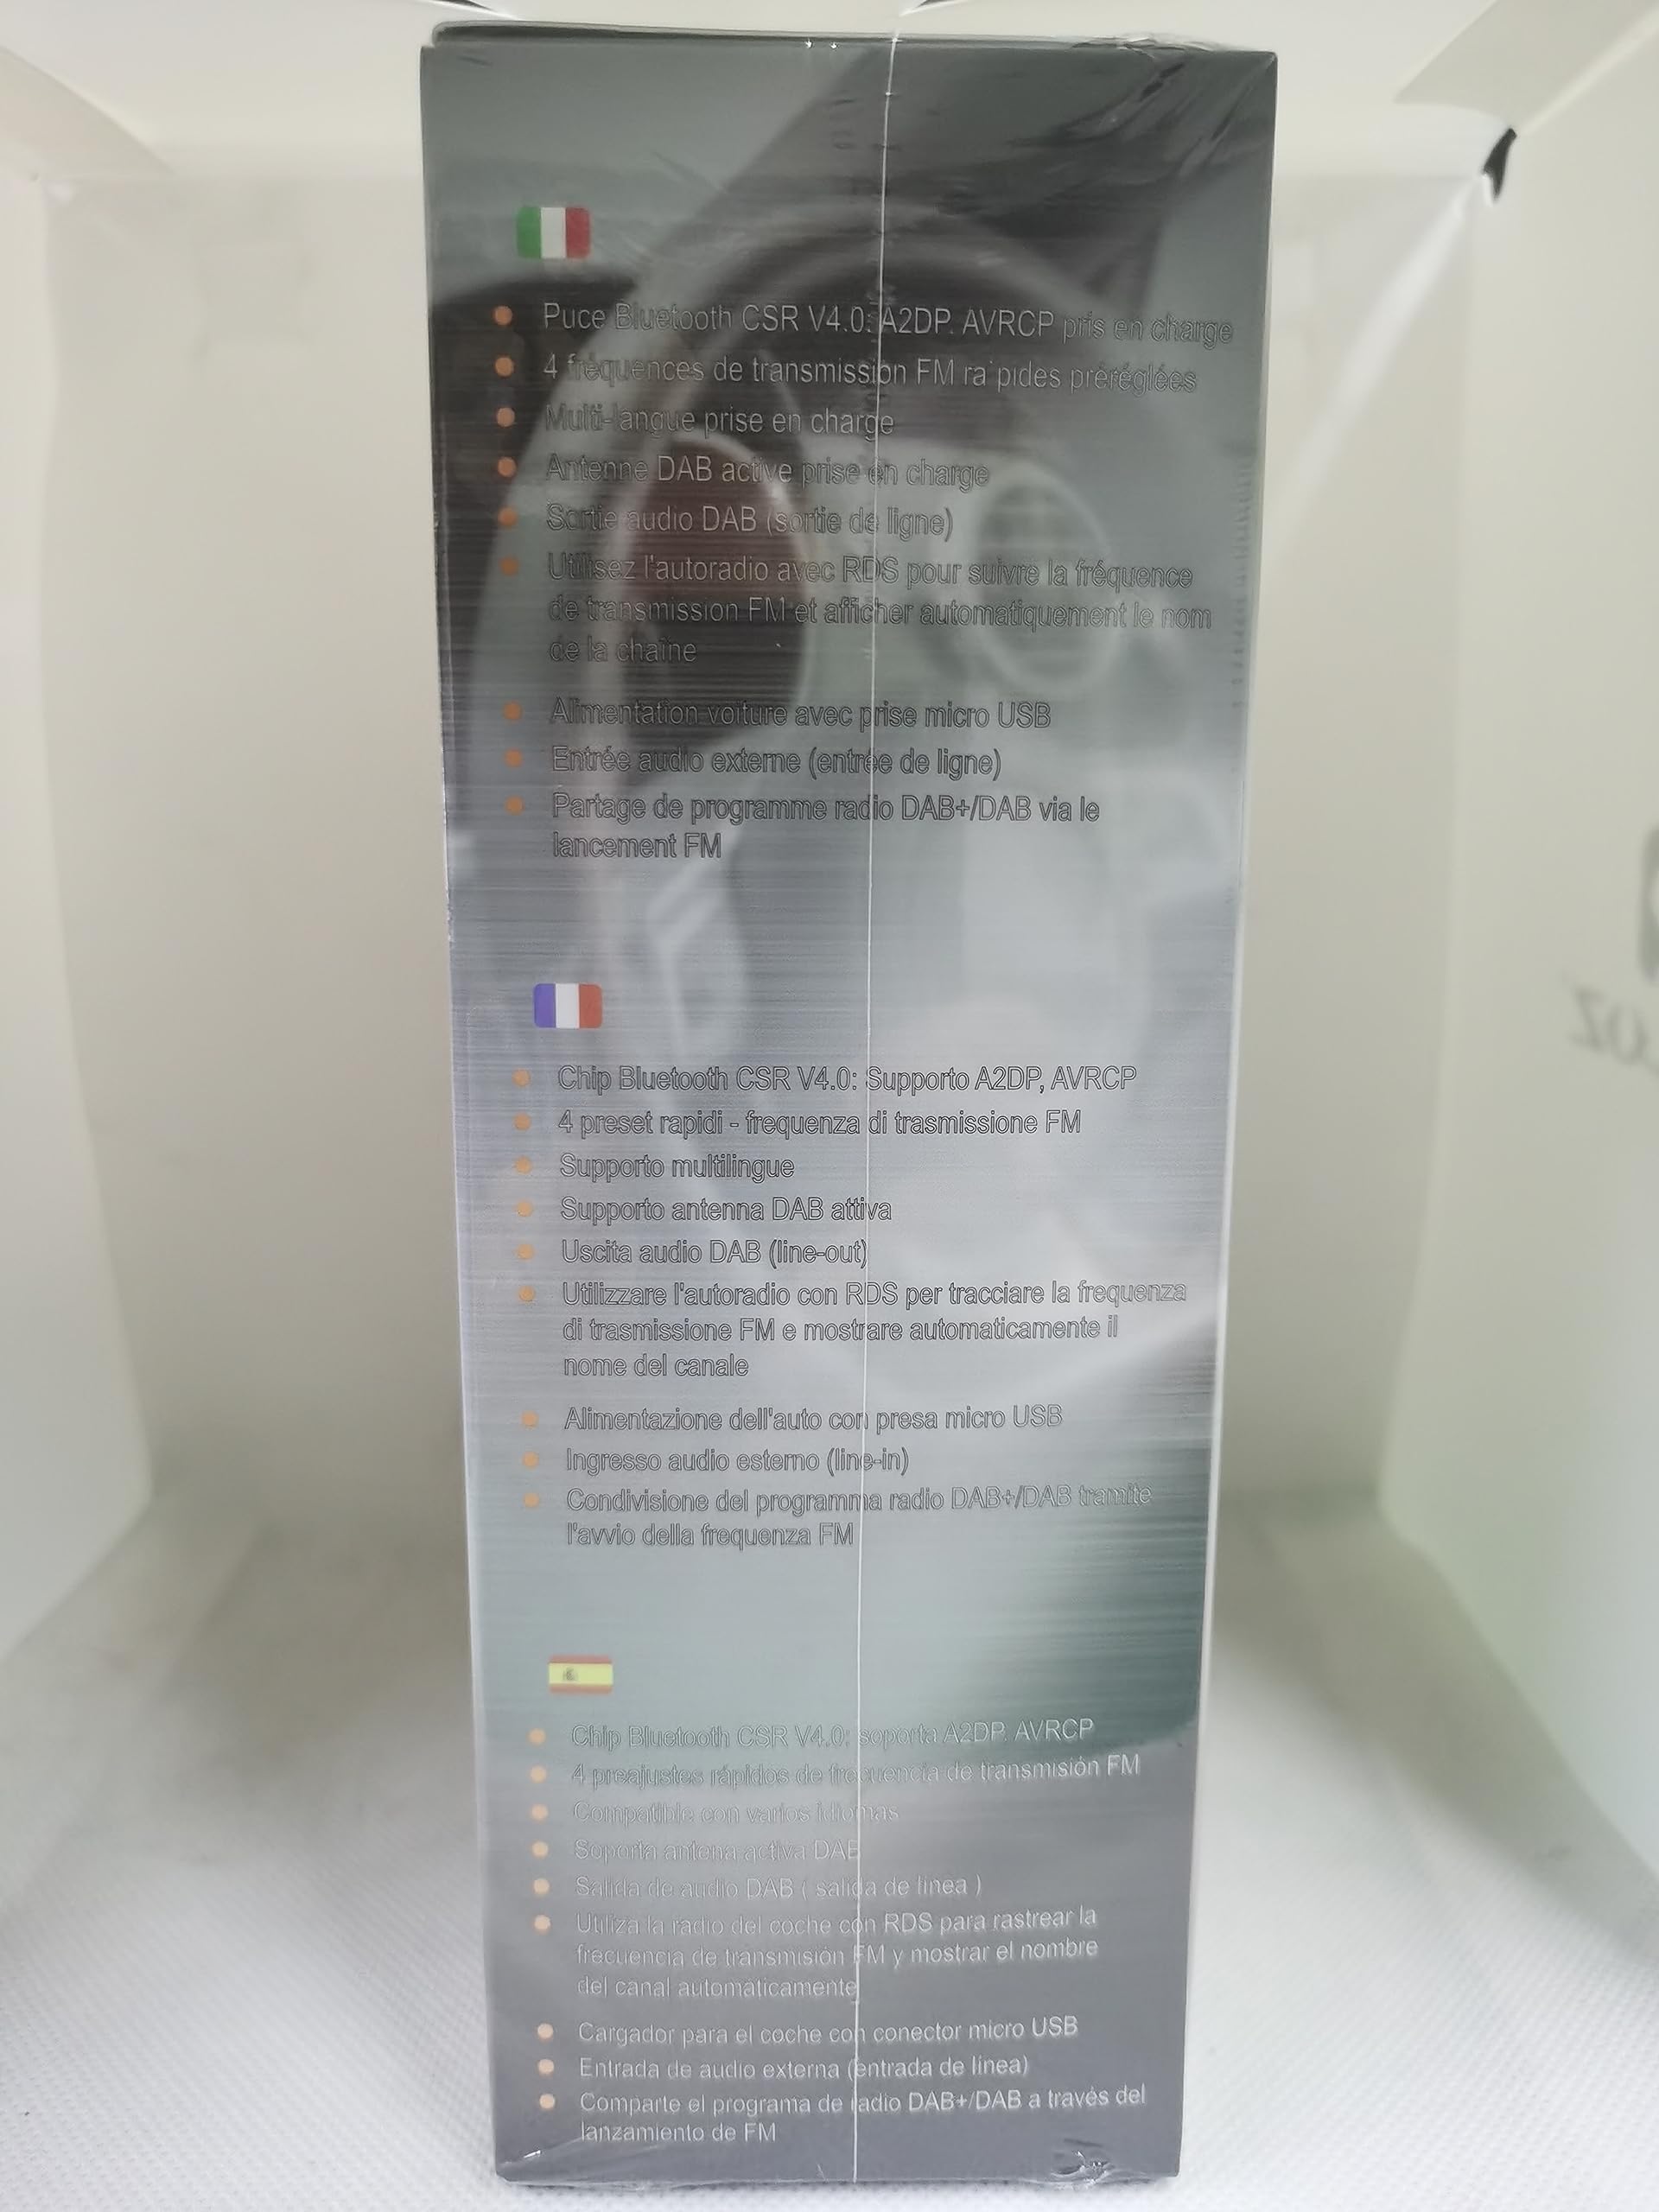 Puce Bluetooth CSR V4.0: A2DP. AVRCP pris en charge
4 fréquences de transmission FM ra pides préréglées
Multi-langue prise en charge
Antenne DAB active prise en charge
Sortie audio DAB (sortie de ligne)
Utilisez l'autoradio avec RDS pour suivre la fréquence
de transmission FM et afficher automatiquement le nom
de la chaîne
Alimentation voiture avec prise micro USB
Entrée audio externe (entrée de ligne)
Partage de programme radio DAB+/DAB via le
lancement FM
Chip Bluetooth CSR V4.0: Supporto A2DP, AVRCP
4 preset rapidi - frequenza di trasmissione FM
Supporto multilingue
Supporto antenna DAB attiva
Uscita audio DAB (line-out)
Utilizzare l'autoradio con RDS per tracciare la frequenza
di trasmissione FM e mostrare automaticamente il
nome del canale
Alimentazione dell'auto con presa micro USB
Ingresso audio esterno (line-in)
Condivisione del programma radio DAB+/DAB tramite
l'avvio della frequenza FM
Chip Bluetooth CSR V4.0: soporta A2DP. AVRCP
4 preajustes rápidos de frecuencia de transmisión FM
Compatible con varios idiomas
Soporta antena activa DAB
Salida de audio DAB ( salida de línea )
Utiliza la radio del coche con RDS para rastrear la
frecuencia de transmisión FM y mostrar el nombre
del canal automáticamente
Cargador para el coche con conector micro USB
Entrada de audio externa (entrada de línea)
Comparte el programa de radio DAB+/DAB a través del
lanzamiento de FM